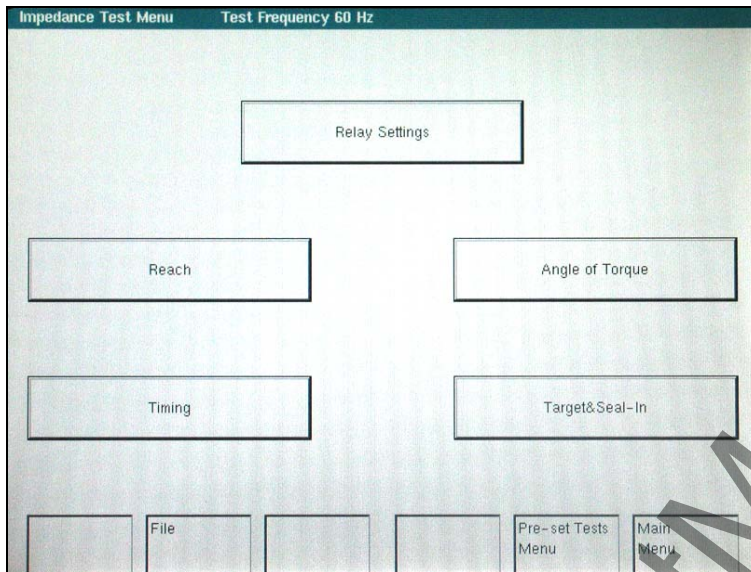 Impedance Test Menu Test Frequency 60 Hz
Relay Settings
Reach
Angle of Torque
Timing
Target&Seal-In
File
Pre-set Tests
Menu
Main
Menu